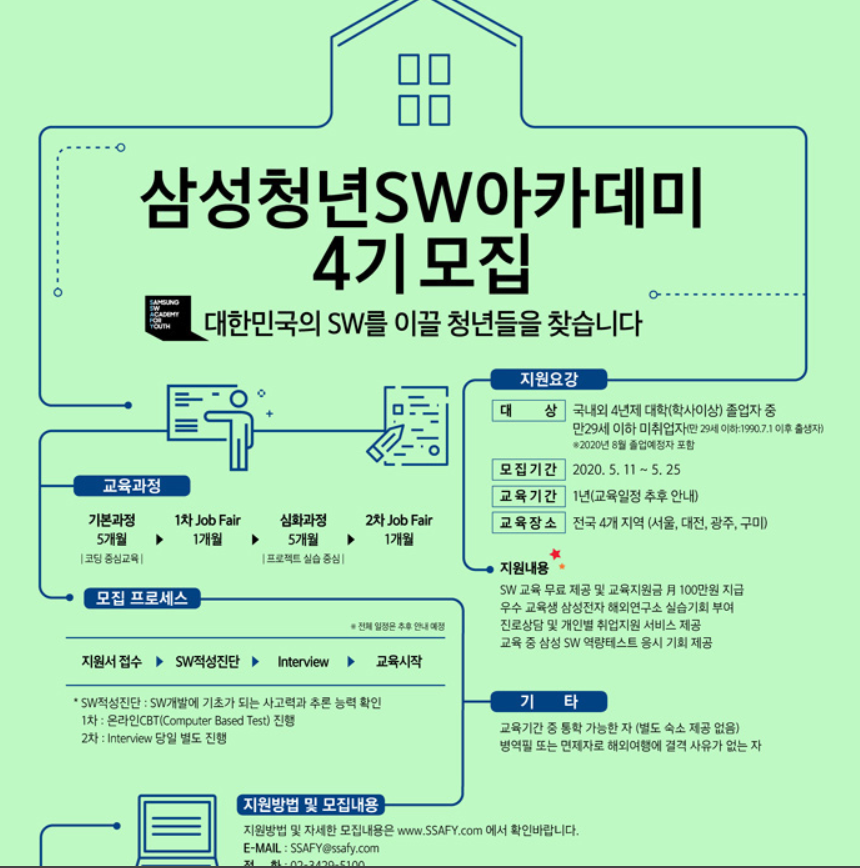 삼성청년SW아카데미
4기 모집
SAMSUNG
SW
ACADEMY
FOR
YOUTH
대한민국의 SW를 이끌 청년들을 찾습니다
지원요강
대 상 국내외 4년제 대학(학사이상) 졸업자 중
만29세 이하 미취업자(만 29세 이하:1990.7.1 이후 출생자)
※2020년 8월 졸업예정자 포함
모집기간 2020. 5. 11 ~ 5. 25
교육기간 1년(교육일정 추후 안내)
교육장소 전국 4개 지역 (서울, 대전, 광주, 구미)
지원내용
SW 교육 무료 제공 및 교육지원금 月 100만원 지급
우수 교육생 삼성전자 해외연구소 실습기회 부여
진로상담 및 개인별 취업지원 서비스 제공
교육 중 삼성 SW 역량테스트 응시 기회 제공
교육과정
기본과정 ▶ 1차 Job Fair ▶ 심화과정 ▶ 2차 Job Fair
5개월 1개월 5개월 1개월
| 코딩 중심교육 | | 프로젝트 실습 중심 |
모집 프로세스
※ 전체 일정은 추후 안내 예정
지원서 접수 ▶ SW적성진단 ▶ Interview ▶ 교육시작
* SW적성진단 : SW개발에 기초가 되는 사고력과 추론 능력 확인
1차 : 온라인CBT(Computer Based Test) 진행
2차 : Interview 당일 별도 진행
기 타
교육기간 중 통학 가능한 자 (별도 숙소 제공 없음)
병역필 또는 면제자로 해외여행에 결격 사유가 없는 자
지원방법 및 모집내용
지원방법 및 자세한 모집내용은 www.SSAFY.com 에서 확인바랍니다.
E-MAIL : SSAFY@ssafy.com
전 화 : 02-3429-5100